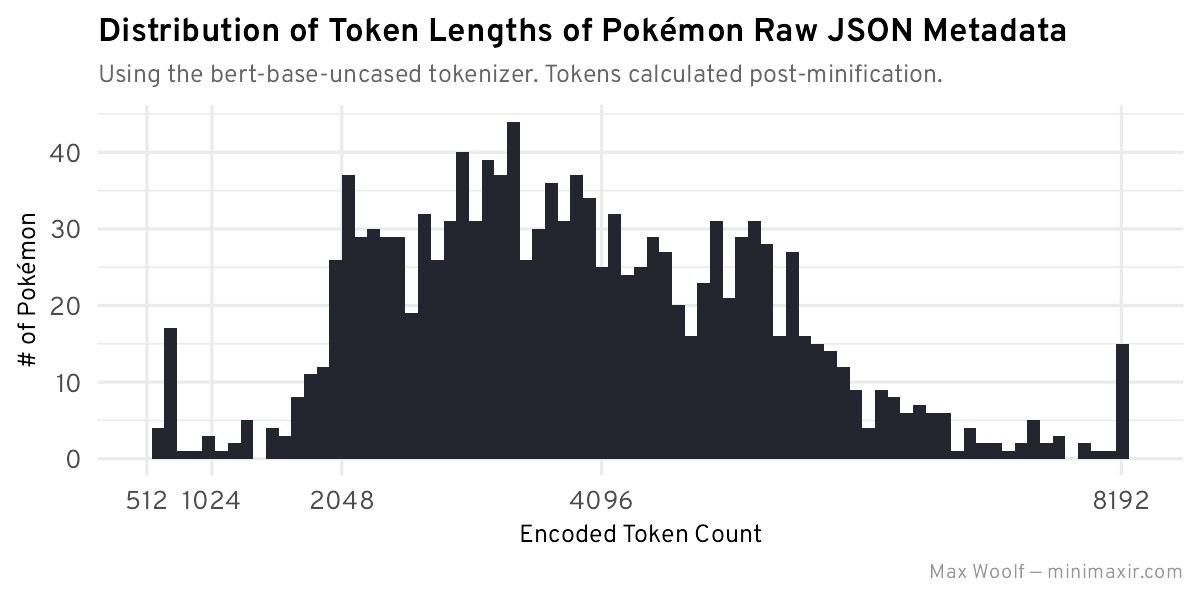 Distribution of Token Lengths of Pokémon Raw JSON Metadata
Using the bert-base-uncased tokenizer. Tokens calculated post-minification.
# of Pokémon
40
30
20
10
0
512 1024 2048 4096 8192
Encoded Token Count
Max Woolf — minimaxir.com